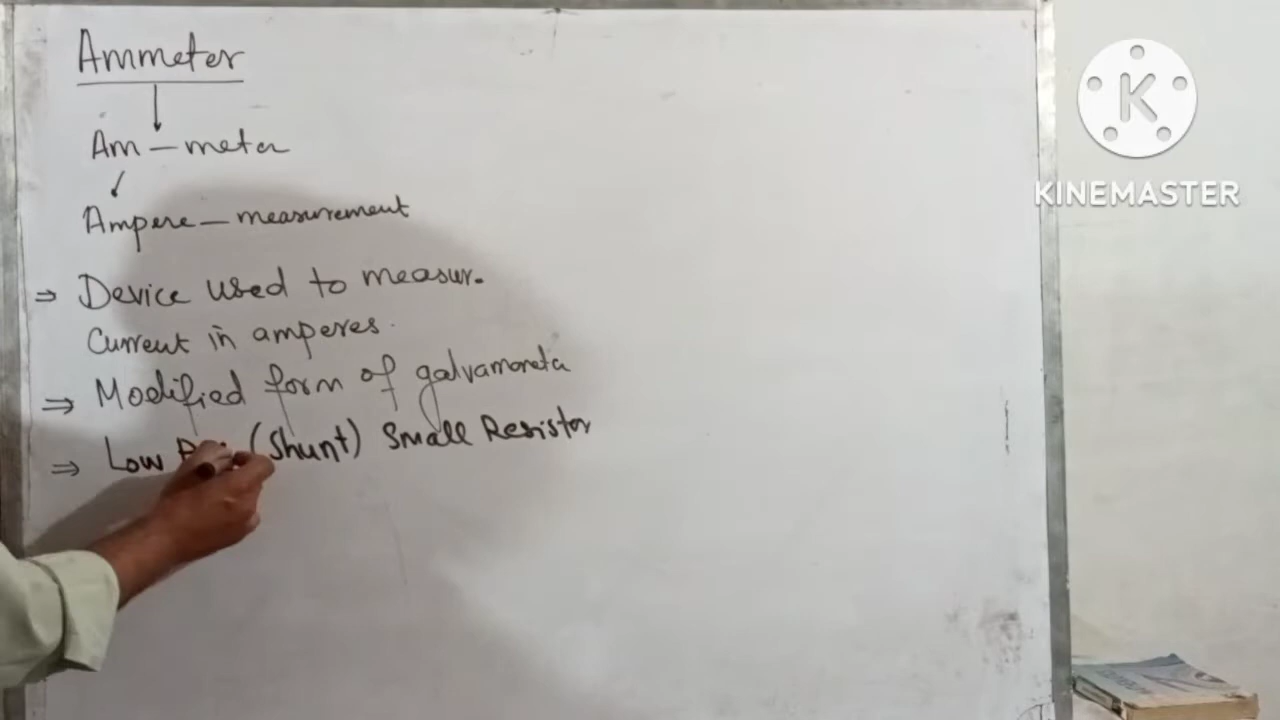 Ammeter
Am - meter
Ampere - measurement
⇒ Device used to measur.
Current in amperes.
⇒ Modified form of galvamoneta
⇒ Low (Shunt) Small Resistor
K
KINEMASTER